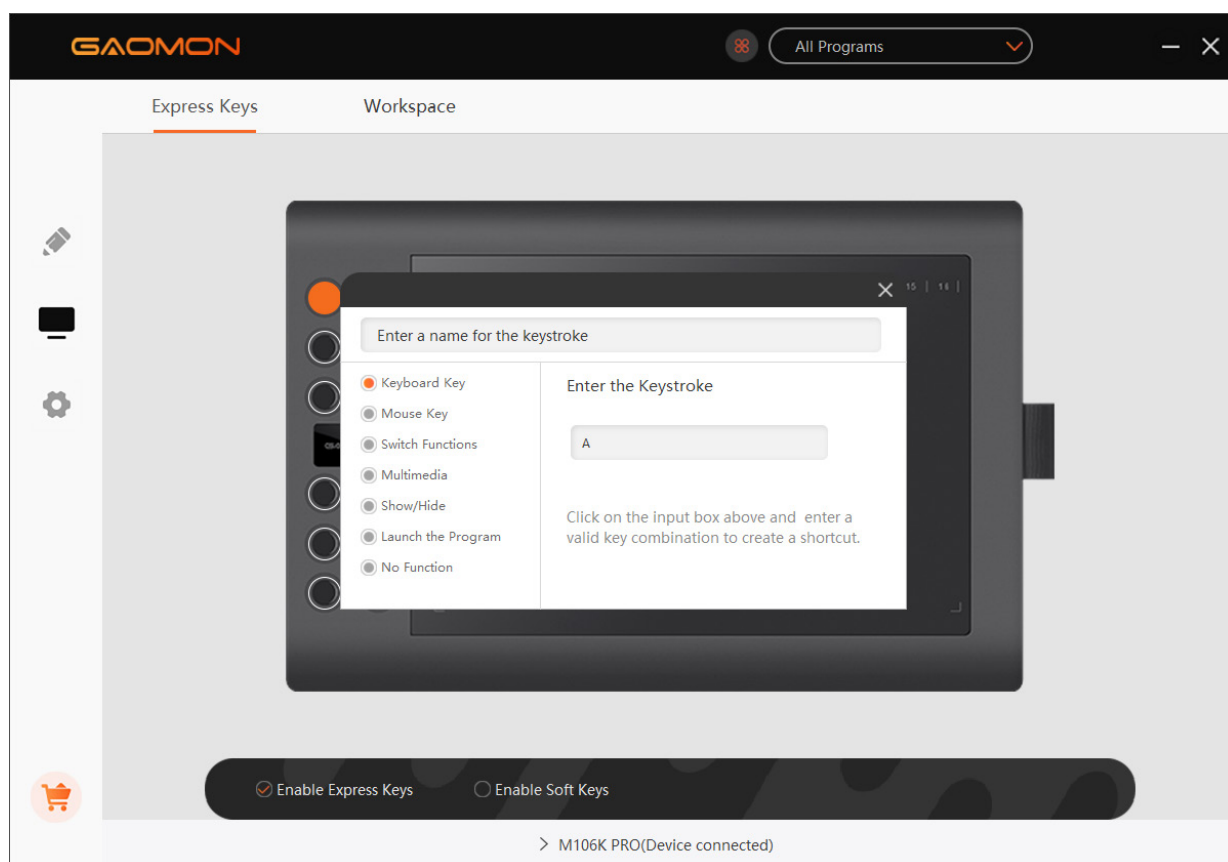 GAOMON
All Programs
Express Keys
Workspace
15 | 16 |
Enter a name for the keystroke
Keyboard Key
Mouse Key
Switch Functions
Multimedia
Show/Hide
Launch the Program
No Function
Enter the Keystroke
A
Click on the input box above and enter a
valid key combination to create a shortcut.
Enable Express Keys
Enable Soft Keys
> M106K PRO(Device connected)